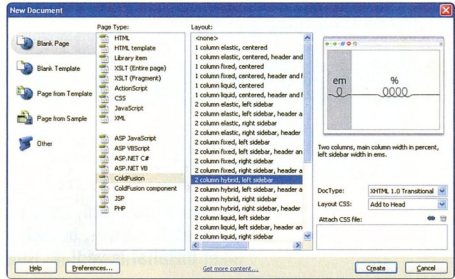 New Document
Blank Page
Blank Template
Page from Template
Page from Sample
Other
Page Type:
HTML
HTML template
Library item
XSLT (Entire page)
XSLT (Fragment)
ActionScript
CSS
JavaScript
XML
ASP JavaScript
ASP VBScript
ASP.NET C#
ASP.NET VB
ColdFusion
ColdFusion component
JSP
PHP
Layout:
<none>
1 column elastic, centered
1 column elastic, centered, header and
1 column fixed, centered
1 column fixed, centered, header and f
1 column liquid, centered
1 column liquid, centered, header and f
2 column elastic, left sidebar
2 column elastic, left sidebar, header a
2 column elastic, right sidebar
2 column elastic, right sidebar, header
2 column fixed, left sidebar
2 column fixed, left sidebar, header an
2 column fixed, right sidebar
2 column fixed, right sidebar, header a
2 column hybrid, left sidebar
2 column hybrid, left sidebar, header a
2 column hybrid, right sidebar
2 column hybrid, right sidebar, header
2 column liquid, left sidebar
2 column liquid, left sidebar, header an
2 column liquid, right sidebar
em
0
%
0000
Two columns, main column width in percent,
left sidebar width in ems.
DocType: XHTML 1.0 Transitional
Layout CSS: Add to Head
Attach CSS file:
Help
Preferences...
Get more content...
Create
Cancel